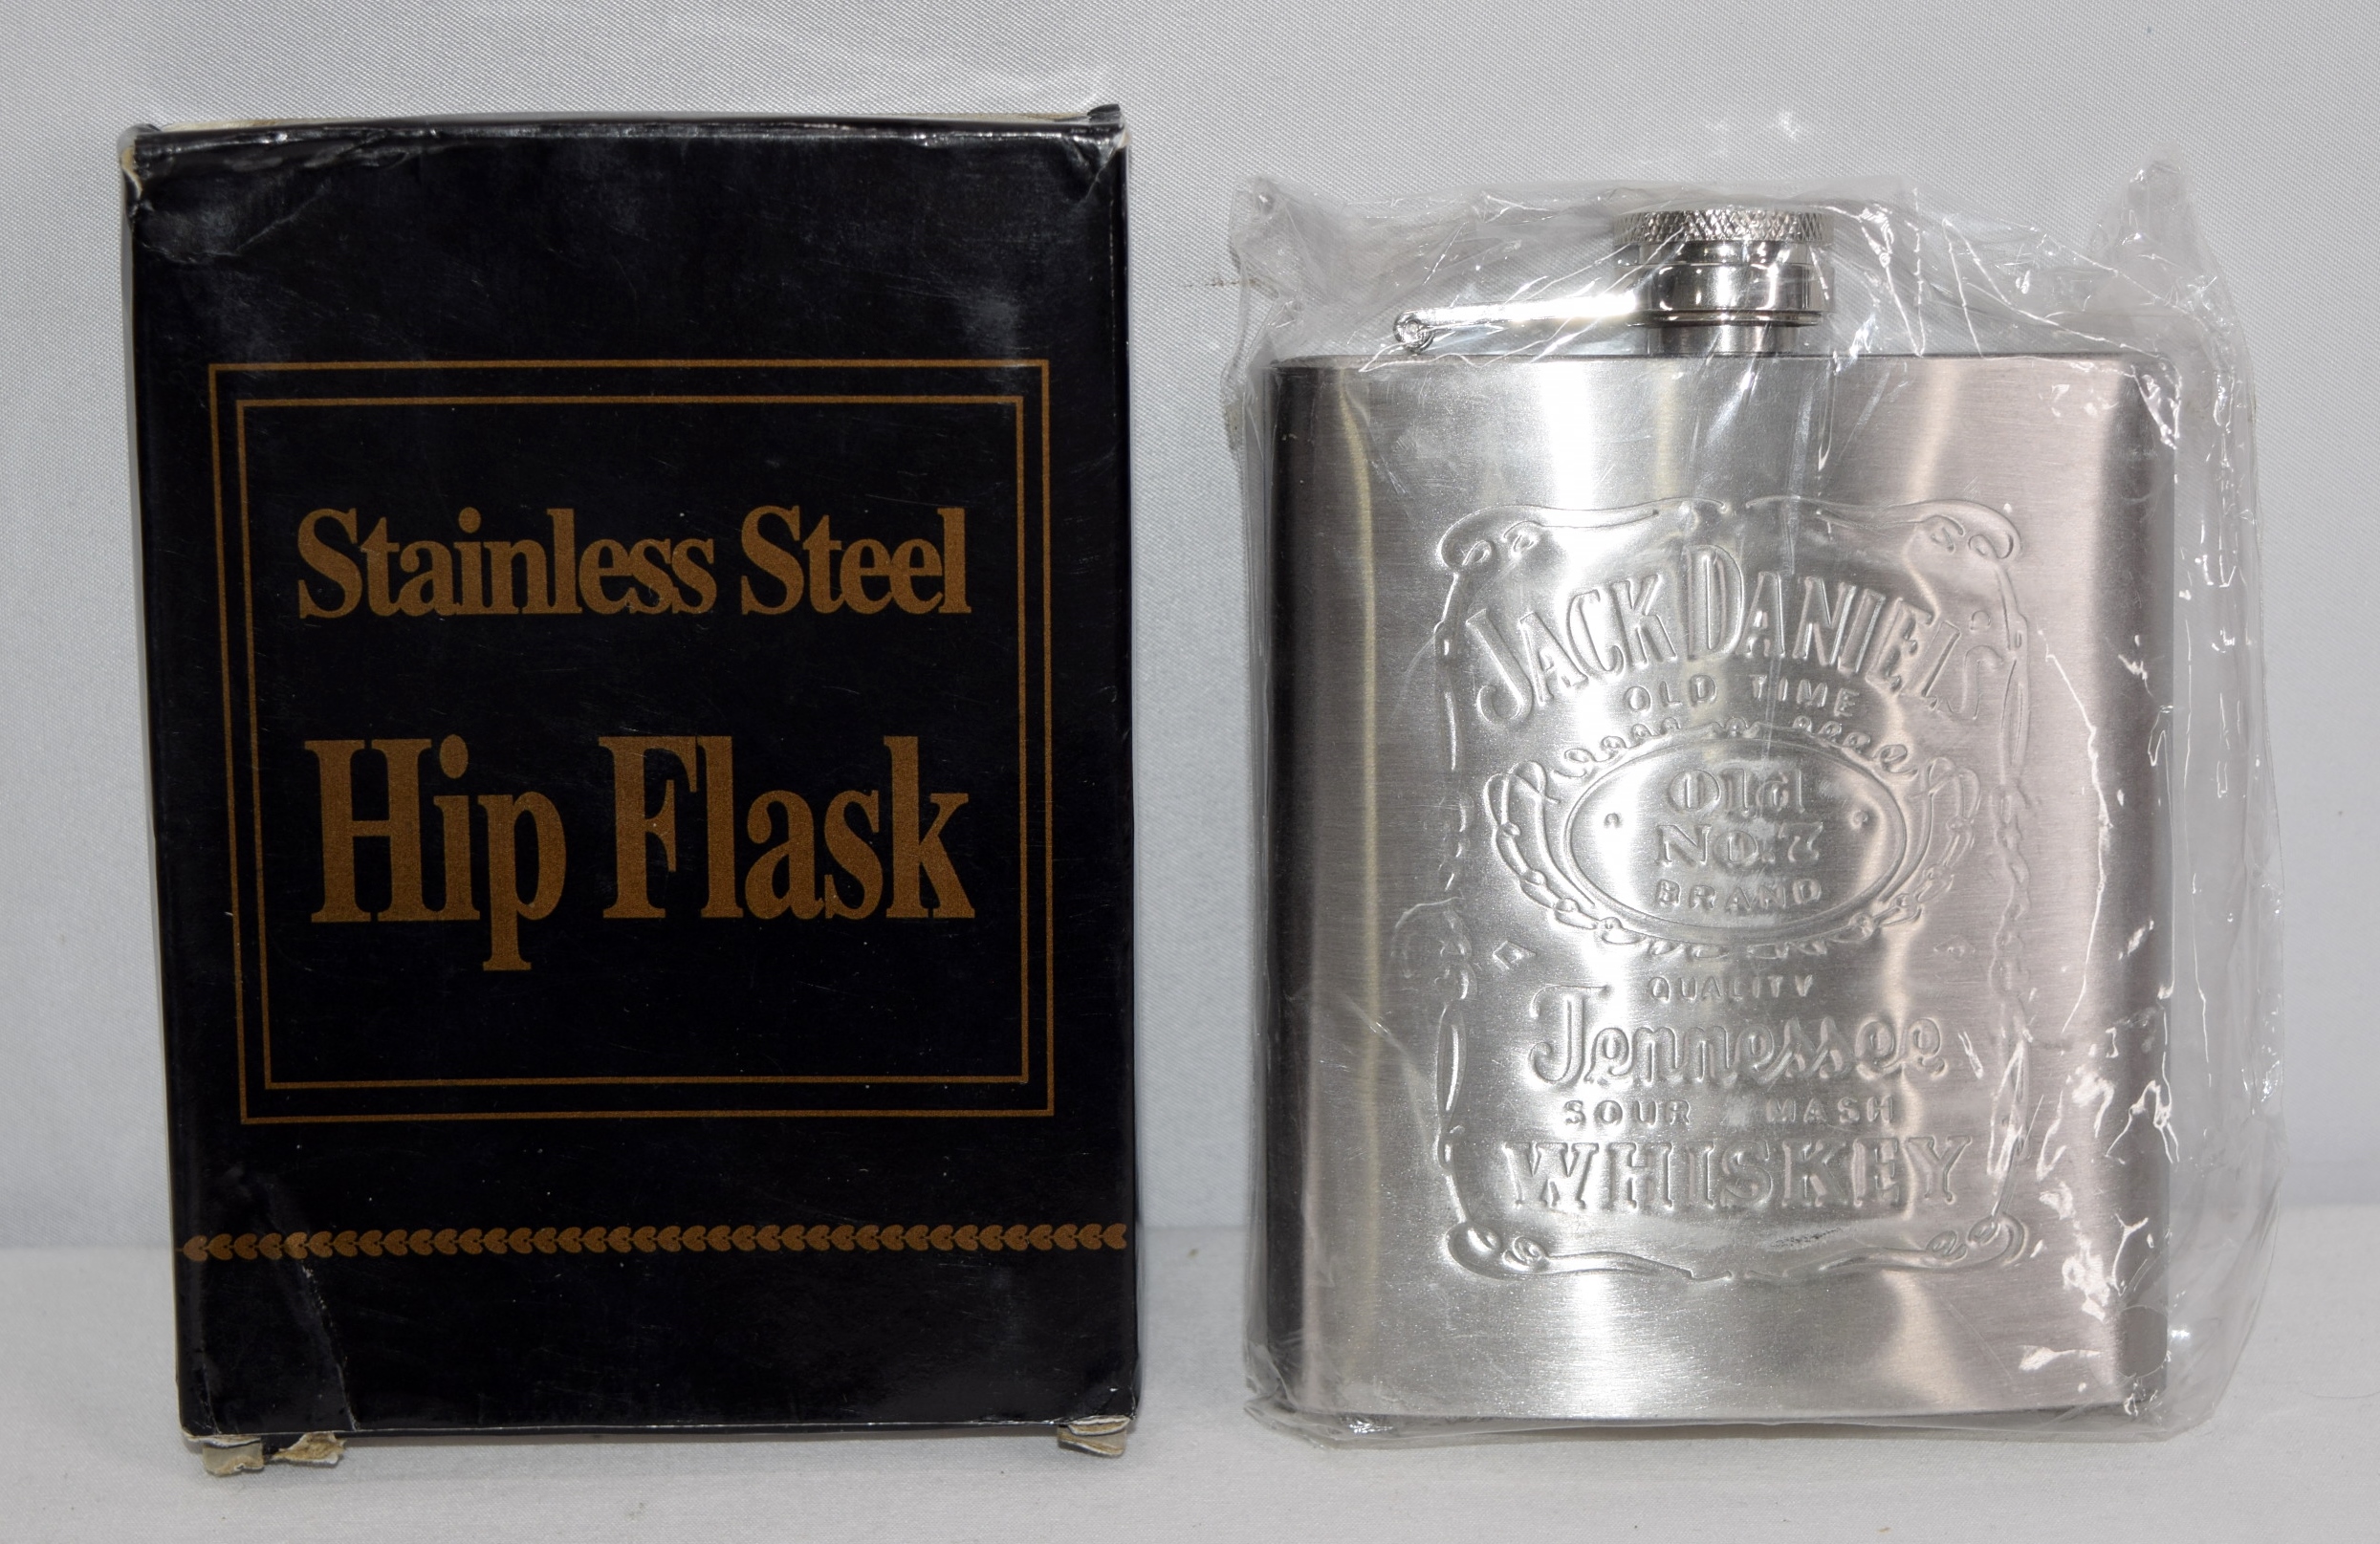 Stainless Steel
Hip Flask
JACK DANIEL'S
OLD TIME
Old
No. 7
BRAND
QUALITY
Tennessee
SOUR MASH
WHISKEY